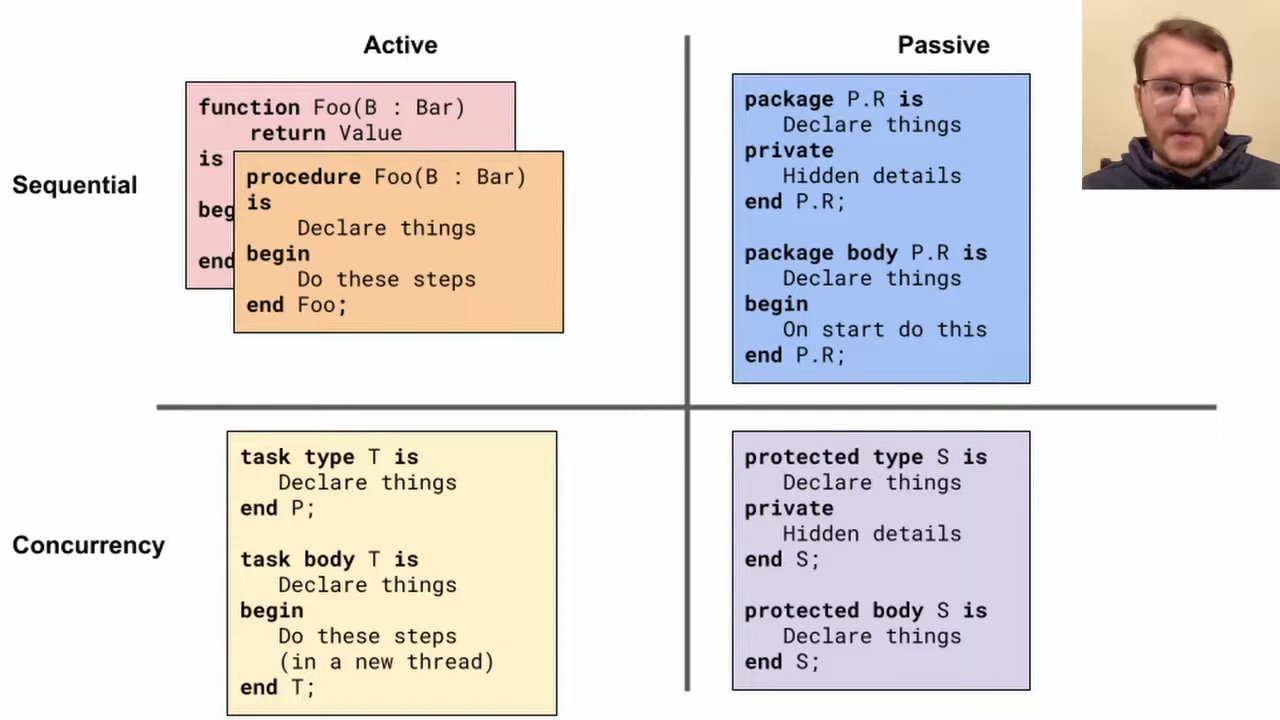 Active
Passive
Sequential
Concurrency
function Foo(B : Bar)
return Value
is
beg
end
procedure Foo(B : Bar)
is
Declare things
begin
Do these steps
end Foo;
package P.R is
Declare things
private
Hidden details
end P.R;
package body P.R is
Declare things
begin
On start do this
end P.R;
task type T is
Declare things
end P;
task body T is
Declare things
begin
Do these steps
(in a new thread)
end T;
protected type S is
Declare things
private
Hidden details
end S;
protected body S is
Declare things
end S;